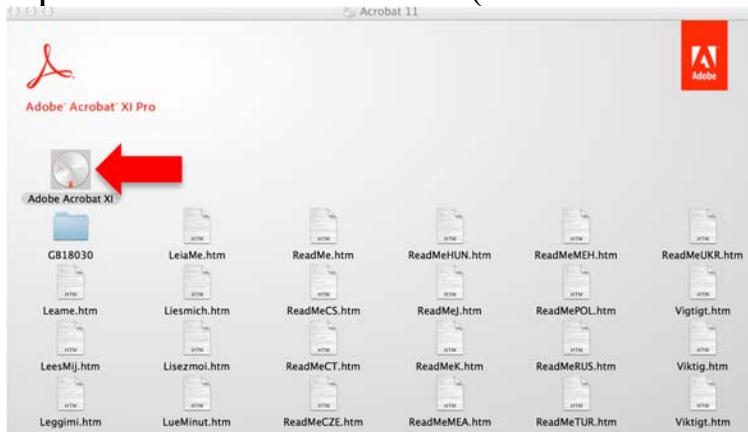 Acrobat 11
Adobe
Adobe® Acrobat® XI Pro
Adobe Acrobat XI
GB18030 LeiaMe.htm ReadMe.htm ReadMeHUN.htm ReadMeMEH.htm ReadMeUKR.htm
Leame.htm Liesmich.htm ReadMeCS.htm ReadMeJ.htm ReadMePOL.htm Vigtigt.htm
LeesMij.htm Lisezmoi.htm ReadMeCT.htm ReadMeK.htm ReadMeRUS.htm Viktig.htm
Leggimi.htm LueMinut.htm ReadMeCZE.htm ReadMeMEA.htm ReadMeTUR.htm Viktigt.htm